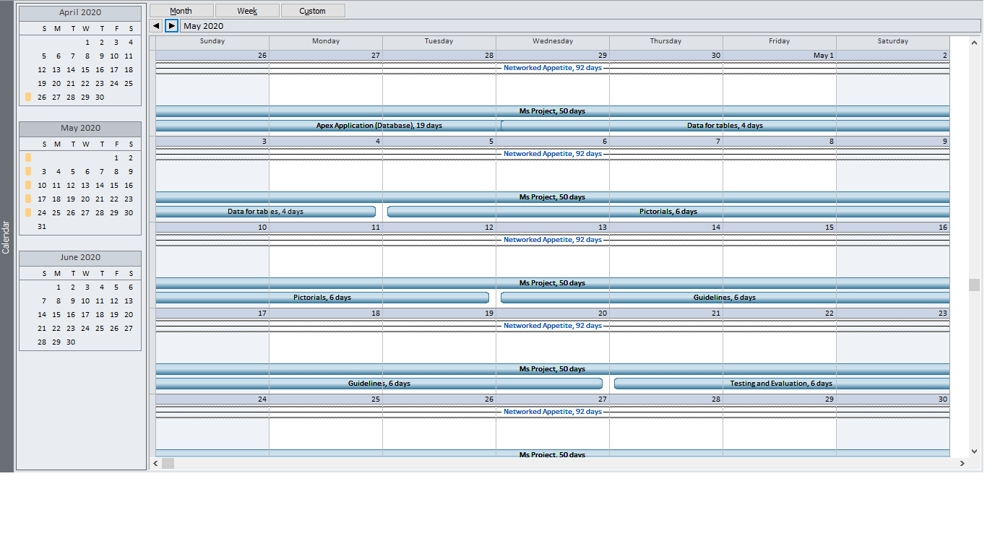 Calendar
April 2020
S M T W T F S
1 2 3 4
5 6 7 8 9 10 11
12 13 14 15 16 17 18
19 20 21 22 23 24 25
26 27 28 29 30
May 2020
S M T W T F S
1 2
3 4 5 6 7 8 9
10 11 12 13 14 15 16
17 18 19 20 21 22 23
24 25 26 27 28 29 30
31
June 2020
S M T W T F S
1 2 3 4 5 6
7 8 9 10 11 12 13
14 15 16 17 18 19 20
21 22 23 24 25 26 27
28 29 30
Month Week Custom
May 2020
Sunday Monday Tuesday Wednesday Thursday Friday Saturday
26 27 28 29 30 May 1 2
Networked Appetite, 92 days
Ms Project, 50 days
Apex Application (Database), 19 days Data for tables, 4 days
3 4 5 6 7 8 9
Networked Appetite, 92 days
Ms Project, 50 days
Data for tables, 4 days Pictorials, 6 days
10 11 12 13 14 15 16
Networked Appetite, 92 days
Ms Project, 50 days
Pictorials, 6 days Guidelines, 6 days
17 18 19 20 21 22 23
Networked Appetite, 92 days
Ms Project, 50 days
Guidelines, 6 days Testing and Evaluation, 6 days
24 25 26 27 28 29 30
Networked Appetite, 92 days
Ms Project, 50 days